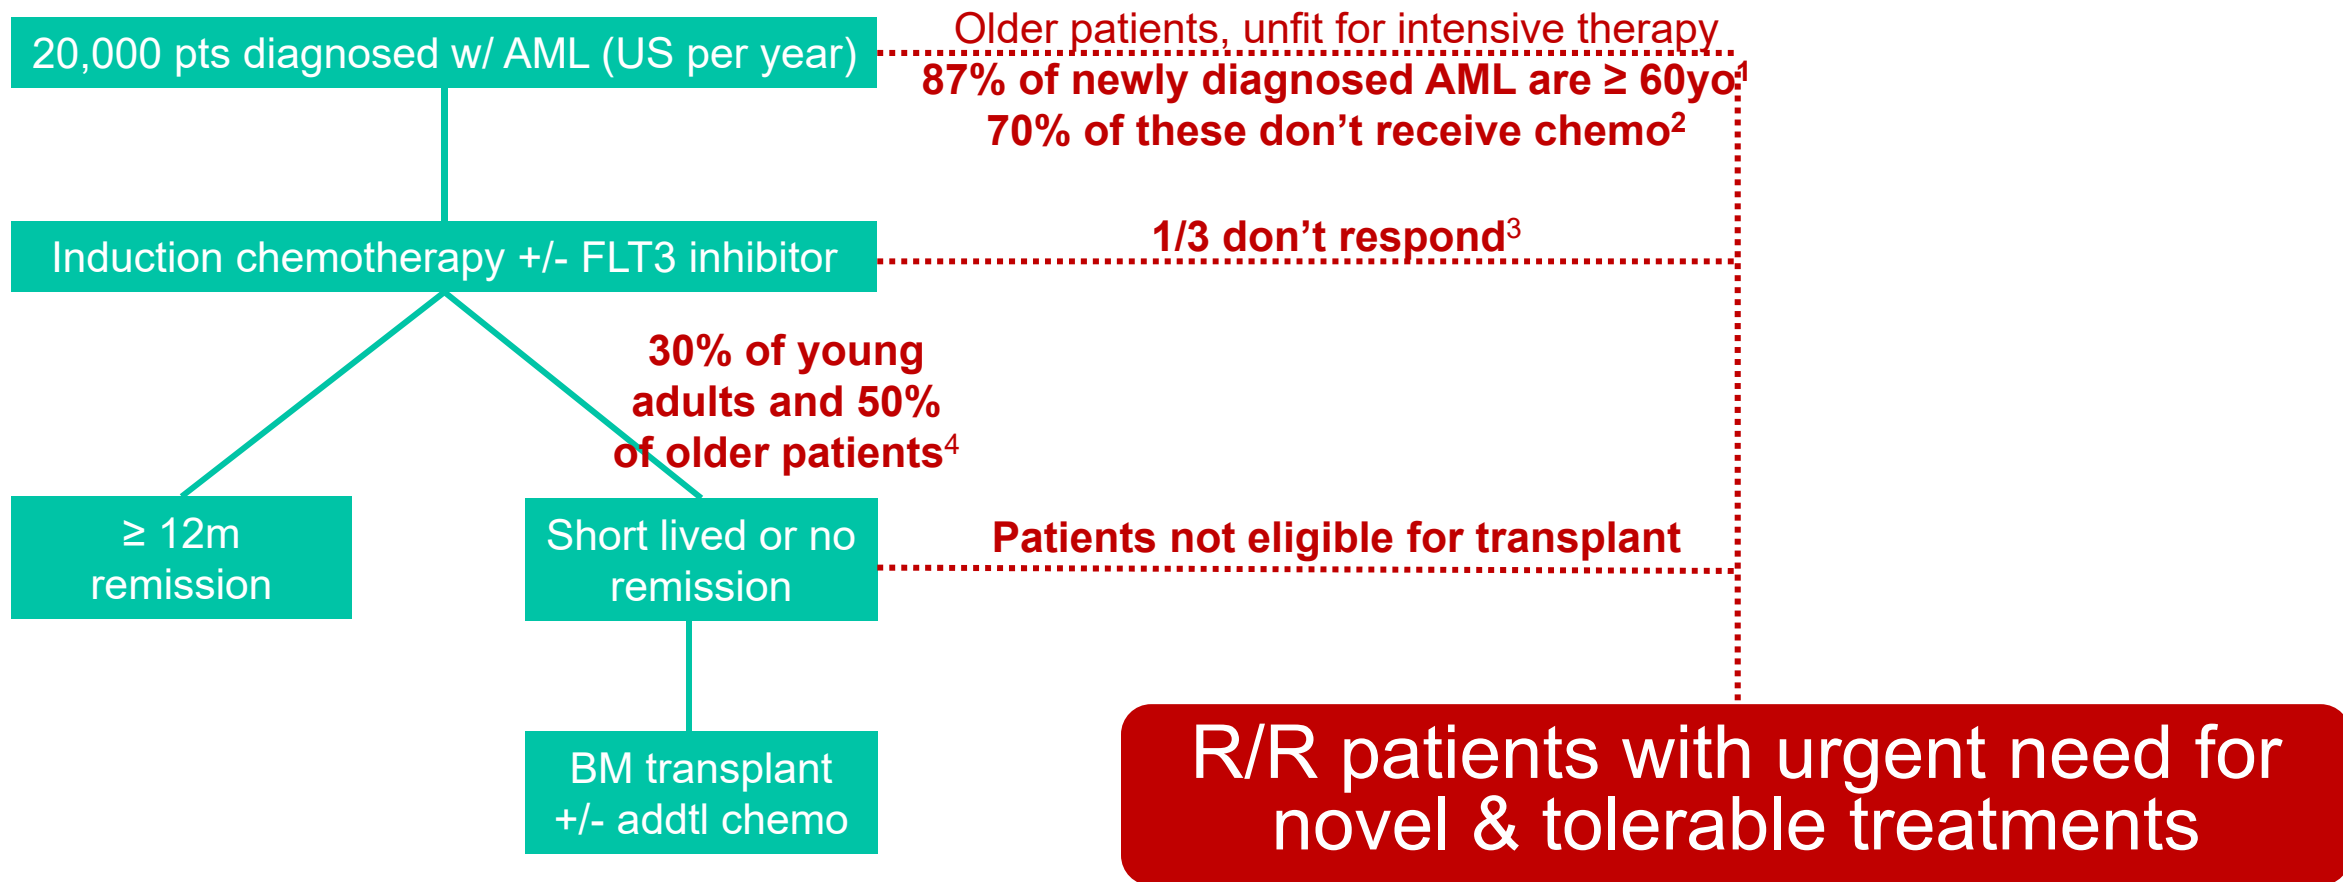 20,000 pts diagnosed w/ AML (US per year)
Older patients, unfit for intensive therapy
87% of newly diagnosed AML are ≥ 60yo¹
70% of these don’t receive chemo²
Induction chemotherapy +/- FLT3 inhibitor
1/3 don’t respond³
30% of young
adults and 50%
of older patients⁴
≥ 12m
remission
Short lived or no
remission
Patients not eligible for transplant
BM transplant
+/- addtl chemo
R/R patients with urgent need for
novel & tolerable treatments